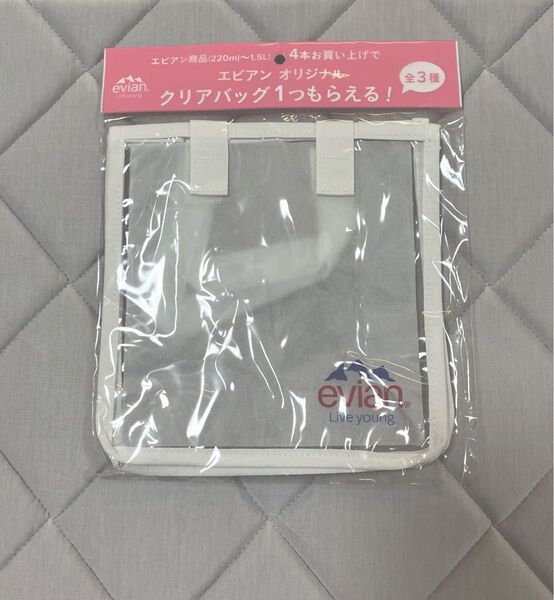 エビアン商品(220ml〜1.5L) 4本お買い上げで
エビアン オリジナル
クリアバッグ1つもらえる!
全3種
evian®
Live young
evian®
Live young